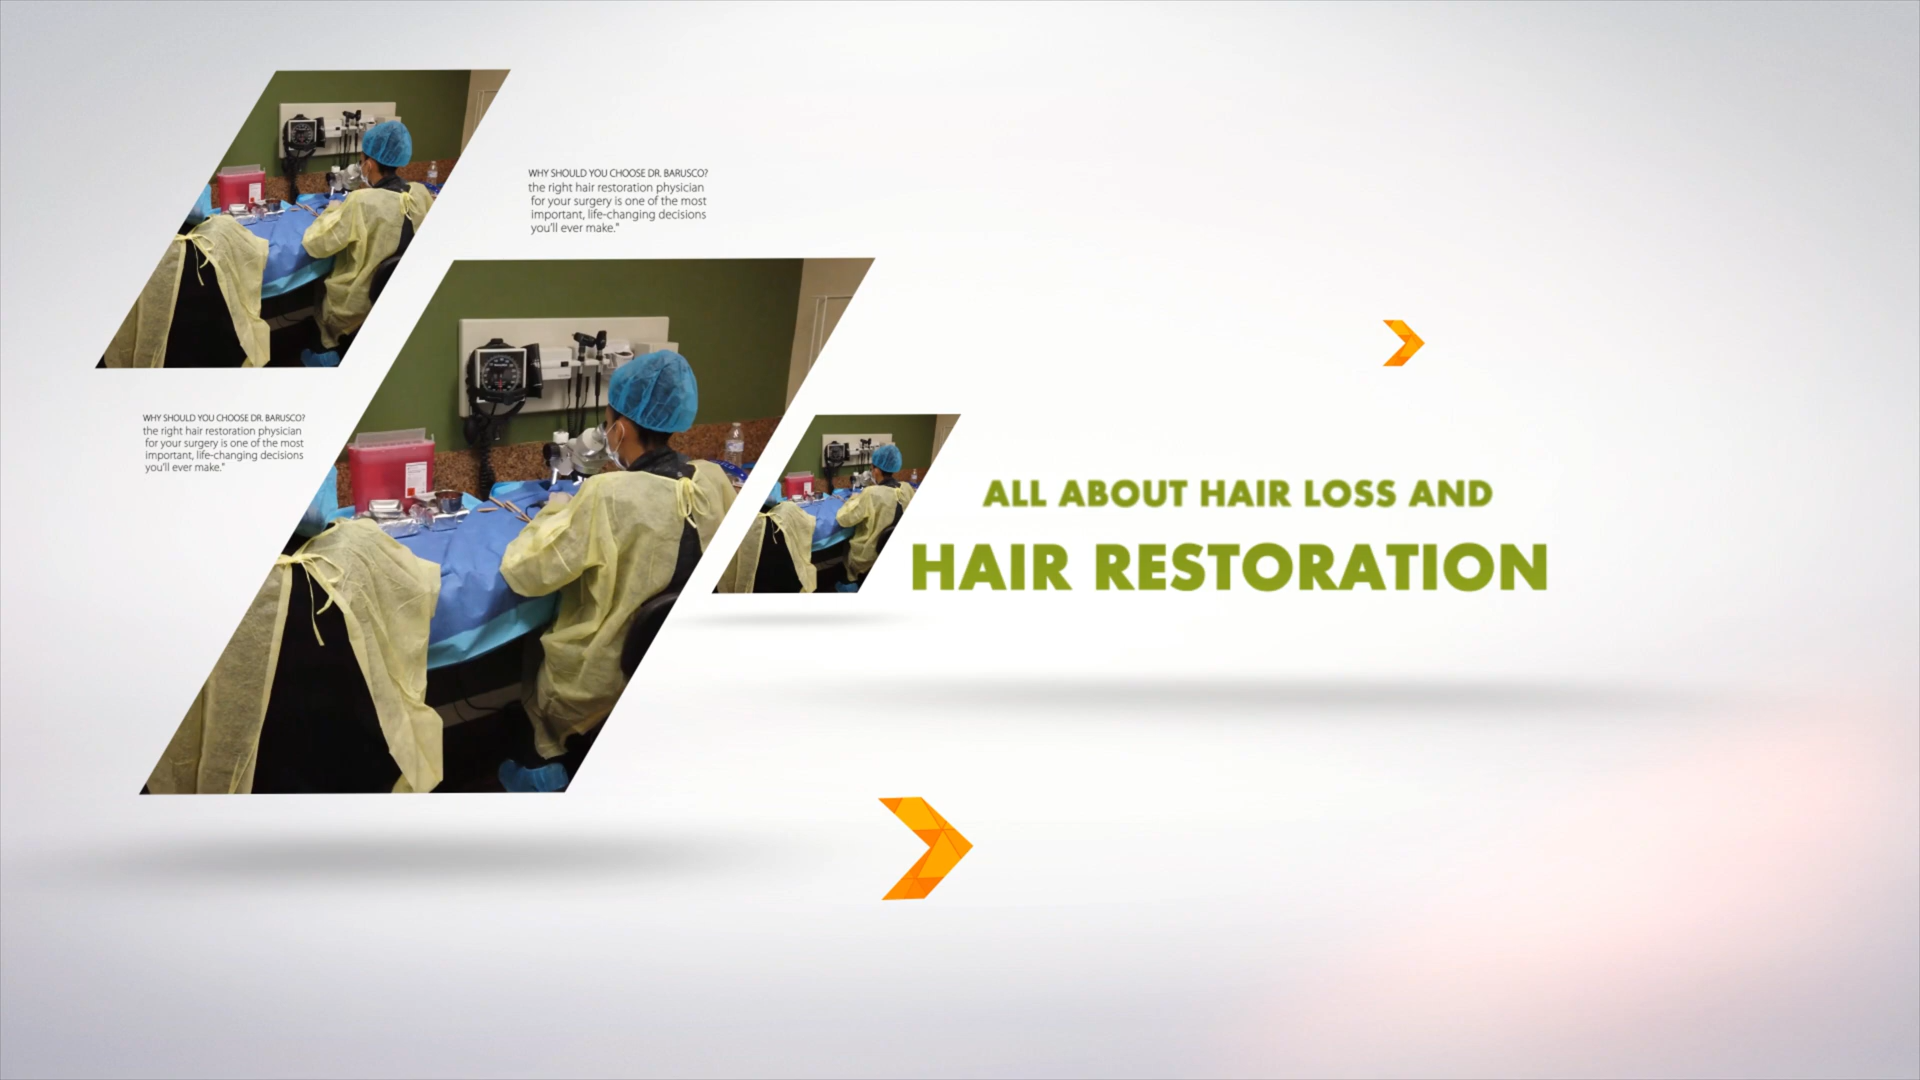 WHY SHOULD YOU CHOOSE DR. BARUSCO?
the right hair restoration physician
for your surgery is one of the most
important, life-changing decisions
you'll ever make."
WHY SHOULD YOU CHOOSE DR. BARUSCO?
the right hair restoration physician
for your surgery is one of the most
important, life-changing decisions
you'll ever make."
ALL ABOUT HAIR LOSS AND
HAIR RESTORATION